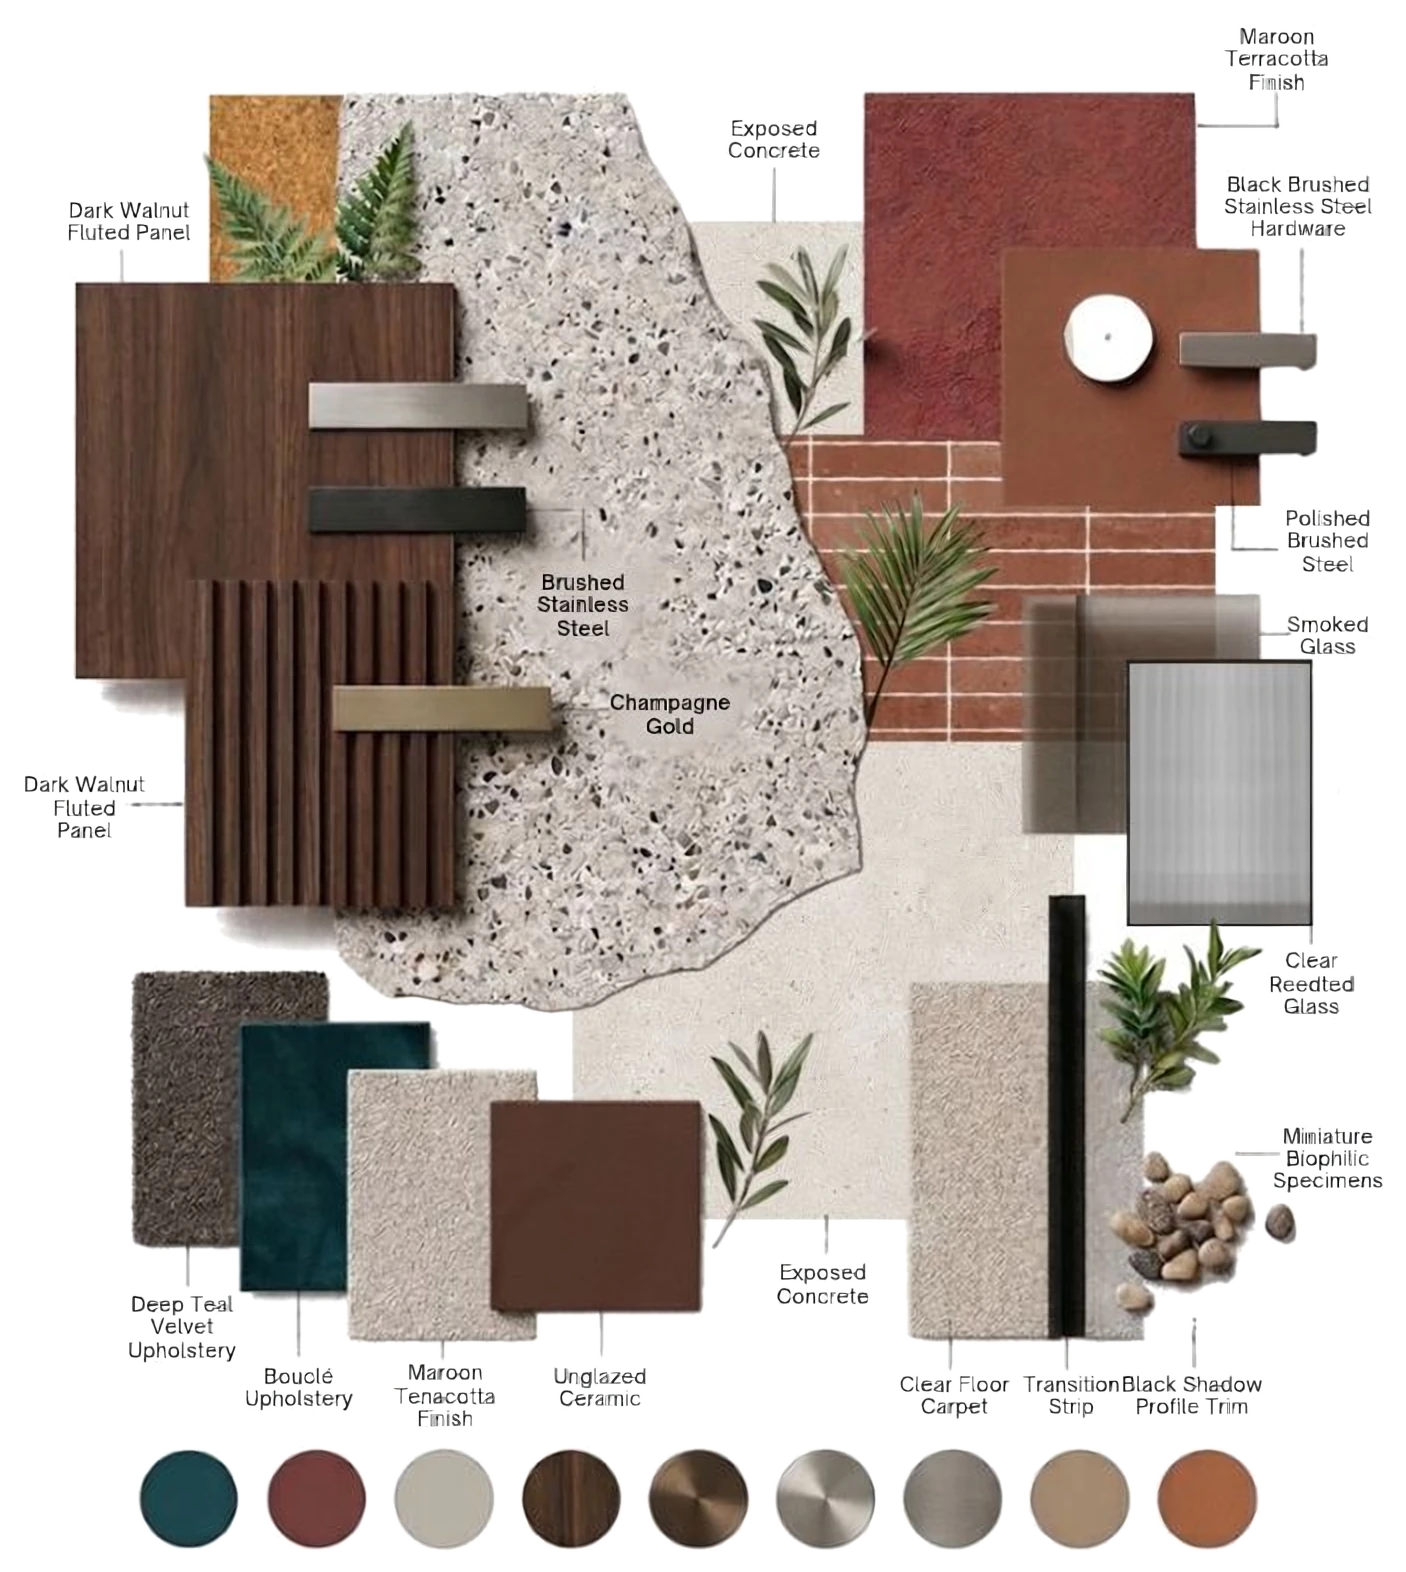 Maroon
Terracotta
Finish
Exposed
Concrete
Black Brushed
Stainless Steel
Hardware
Dark Walnut
Fluted Panel
Polished
Brushed
Steel
Brushed
Stainless
Steel
Smoked
Glass
Champagne
Gold
Dark Walnut
Fluted
Panel
Clear
Reedted
Glass
Mimiature
Biophilic
Specimens
Exposed
Concrete
Deep Teal
Velvet
Upholstery
Bouclé
Upholstery
Maroon
Tenacotta
Finish
Unglazed
Ceramic
Clear Floor
Carpet
Transition
Strip
Black Shadow
Profile Trim